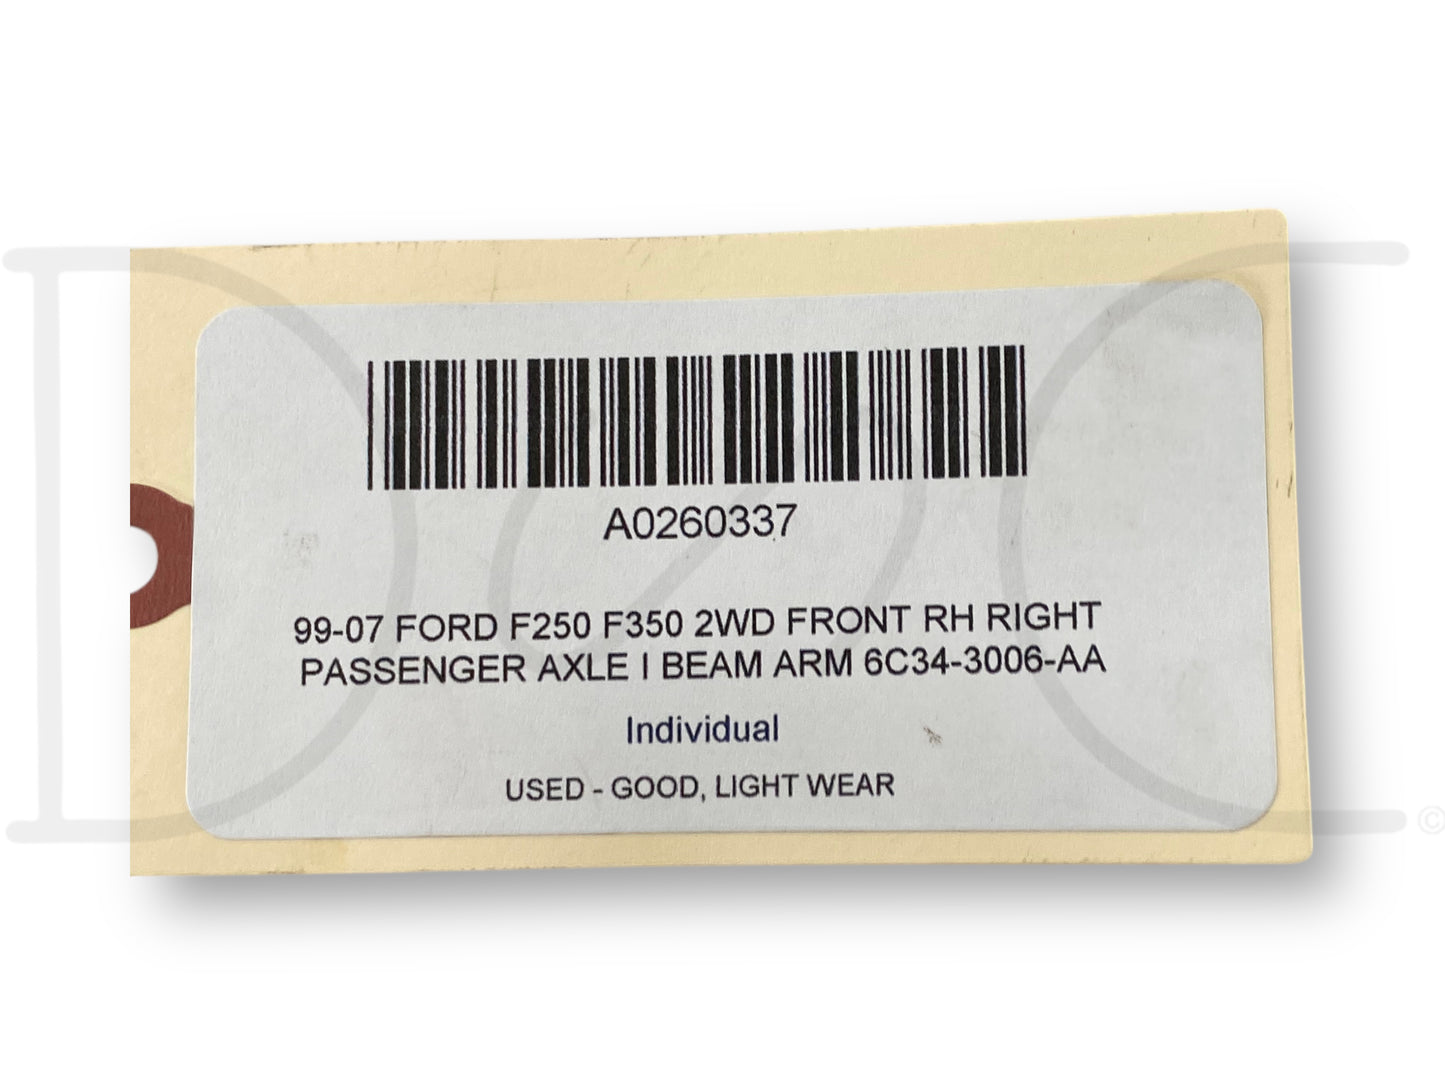 A0260337
99-07 FORD F250 F350 2WD FRONT RH RIGHT
PASSENGER AXLE I BEAM ARM 6C34-3006-AA
Individual
USED - GOOD, LIGHT WEAR
©